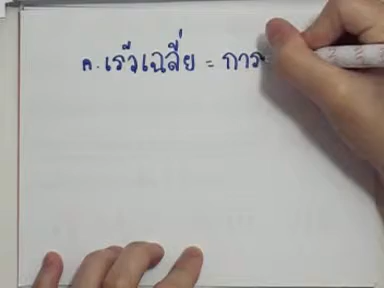 ค.เร็วเฉลี่ย = การ